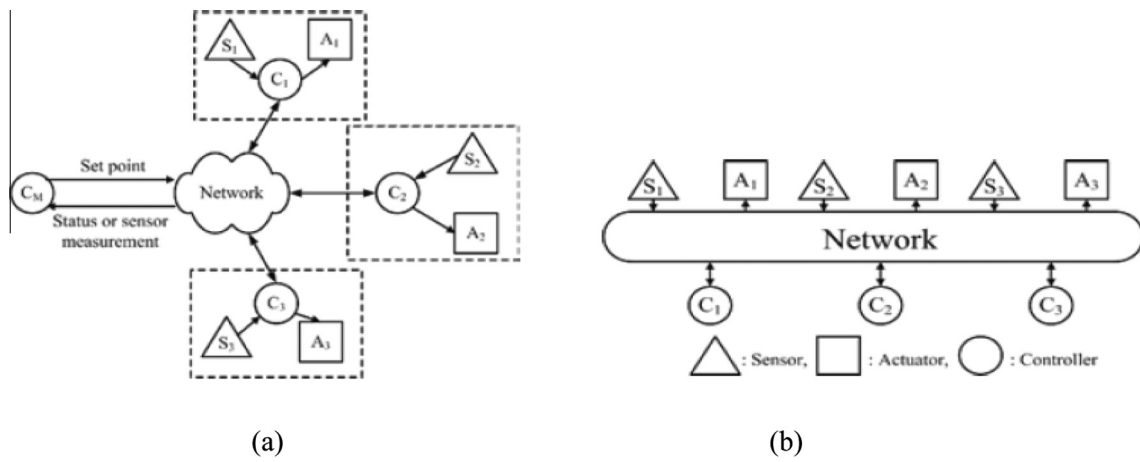 S1
A1
C1
Set point
CM
Network
Status or sensor
measurement
S2
C2
A2
C3
S3
A3
(a)
S1
A1
S2
A2
S3
A3
Network
C1
C2
C3
: Sensor,
: Actuator,
: Controller
(b)